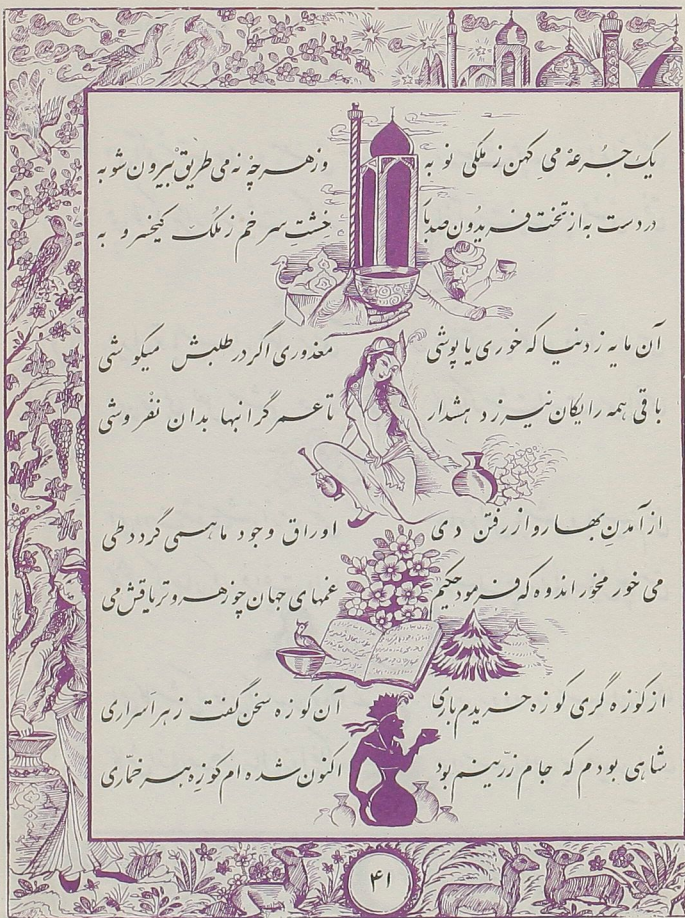 یک جرعهٔ می کهن ز ملکی نو به وز هرچه نه می طریق بیرون شو به
در دست به از تخت فریدون صد بار خشت سر خم ز ملک کیخسرو به
آن مایه ز دنیا که خوری یا پوشی معذوری اگر در طلبش میکوشی
باقی همه رایگان نیرزد هشدار تا عمر گرانبها بدان نفروشی
از آمدن بهار و از رفتن دی اوراق وجود ما همی گردد طی
می خور مخور اندوه که فرمود حکیم غمهای جهان چو زهر و تریاقش می
از کوزه گری کوزه خریدم باری آن کوزه سخن گفت ز هر اسراری
شاهی بودم که جام زرینم بود اکنون شده ام کوزه هر خماری
۴۱